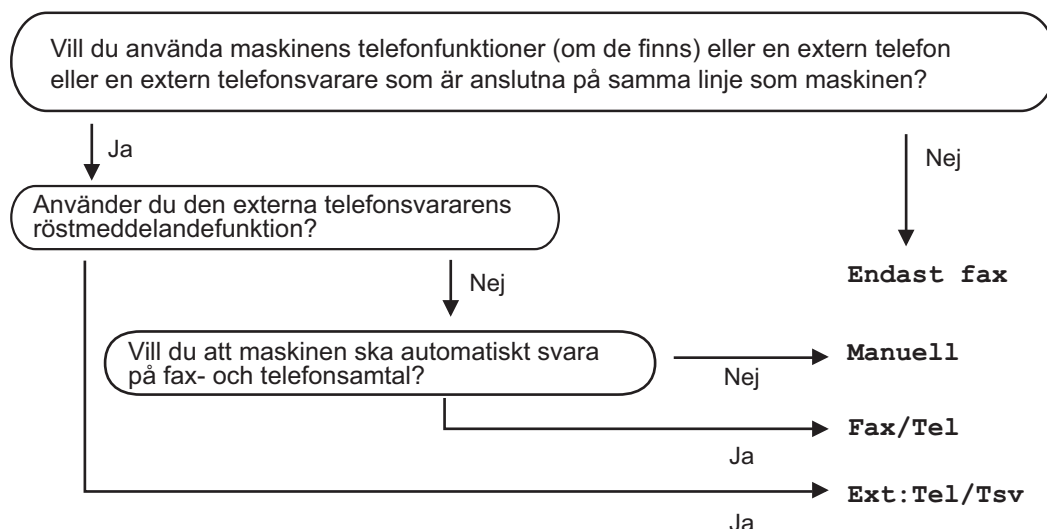 Vill du använda maskinens telefonfunktioner (om de finns) eller en extern telefon
eller en extern telefonsvarare som är anslutna på samma linje som maskinen?
Ja
Nej
Använder du den externa telefonsvararens
röstmeddelandefunktion?
Endast fax
Nej
Vill du att maskinen ska automatiskt svara
på fax- och telefonsamtal?
Nej
Manuell
Ja
Fax/Tel
Ja
Ext:Tel/Tsv